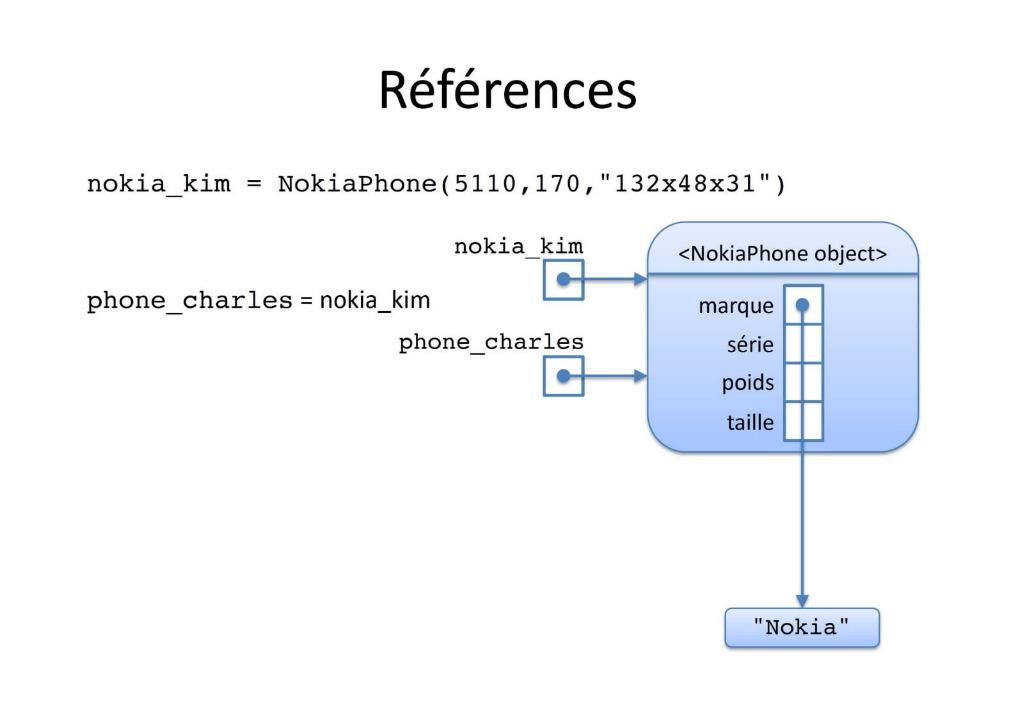 Références
nokia_kim = NokiaPhone(5110,170,"132x48x31")
nokia_kim
<NokiaPhone object>
phone_charles = nokia_kim
marque
phone_charles
série
poids
taille
"Nokia"